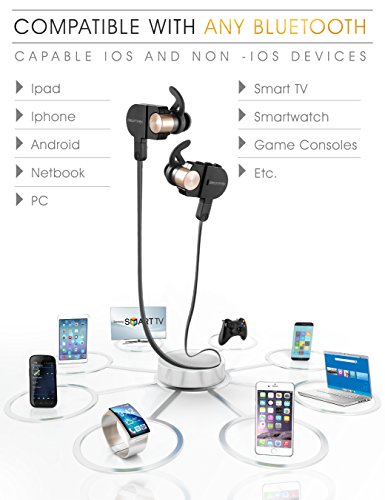 COMPATIBLE WITH ANY BLUETOOTH
CAPABLE IOS AND NON -IOS DEVICES
Ipad
Iphone
Android
Netbook
PC
Smart TV
Smartwatch
Game Consoles
Etc.
SMART TV